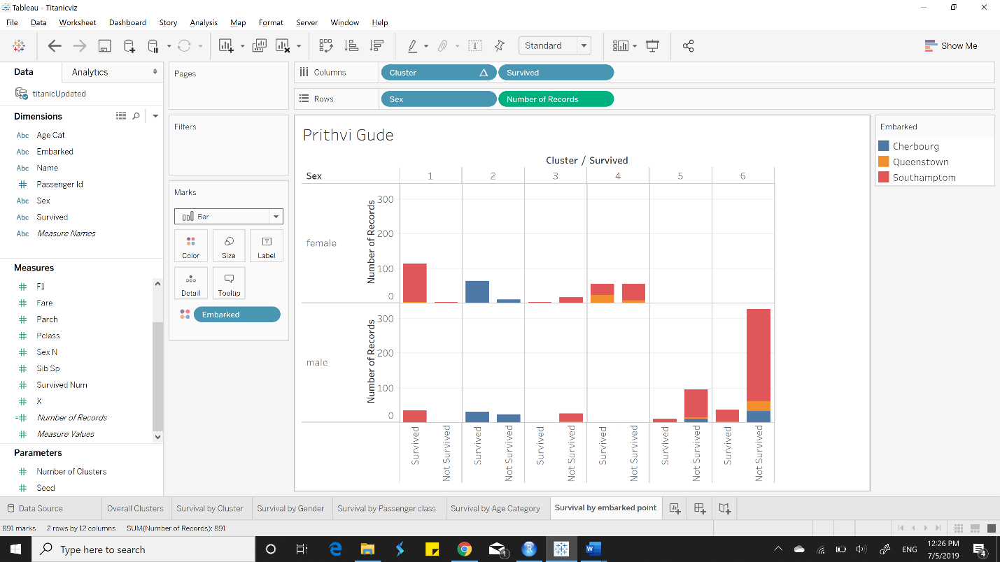 Tableau - Titanicviz
File Data Worksheet Dashboard Story Analysis Map Format Server Window Help
Standard
Show Me
Data Analytics
titanicUpdated
Dimensions
Abc Age Cat
Abc Embarked
Abc Name
# Passenger Id
Abc Sex
Abc Survived
Abc Measure Names
Measures
# F1
# Fare
# Parch
# Pclass
# Sex N
# Sib Sp
# Survived Num
# X
=# Number of Records
# Measure Values
Parameters
# Number of Clusters
# Seed
Pages
Filters
Marks
Bar
Color Size Label
Detail Tooltip
Embarked
Columns Cluster Δ Survived
Rows Sex Number of Records
Prithvi Gude
Cluster / Survived
Sex 1 2 3 4 5 6
female
Number of Records
300
200
100
0
male
Number of Records
300
200
100
0
Survived Not Survived Survived Not Survived Survived Not Survived Survived Not Survived Survived Not Survived Survived Not Survived
Embarked
Cherbourg
Queenstown
Southamptom
Data Source Overall Clusters Survival by Cluster Survival by Gender Survival by Passenger class Survival by Age Category Survival by embarked point
891 marks 2 rows by 12 columns SUM(Number of Records): 891
Type here to search
1
R
W
ENG
12:26 PM
7/5/2019
4